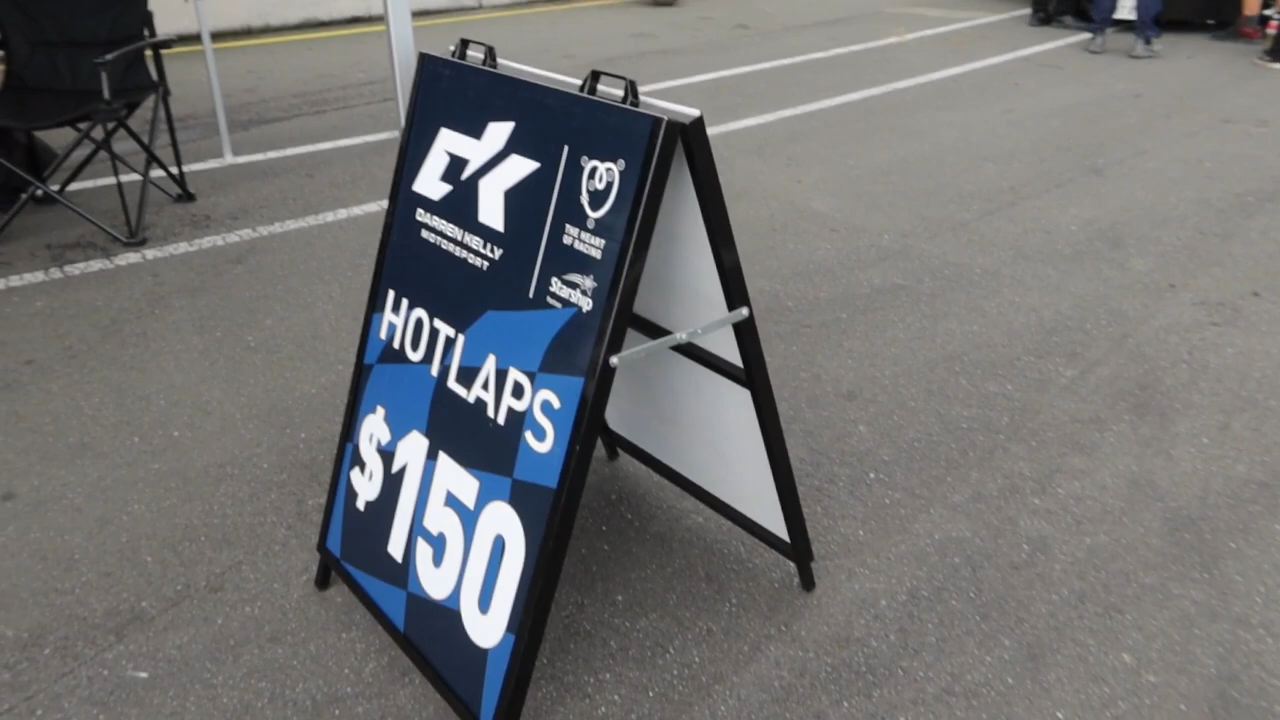 DK
DARREN KELLY
MOTORSPORT
THE HEART
OF RACING
Starship
HOTLAPS
$150